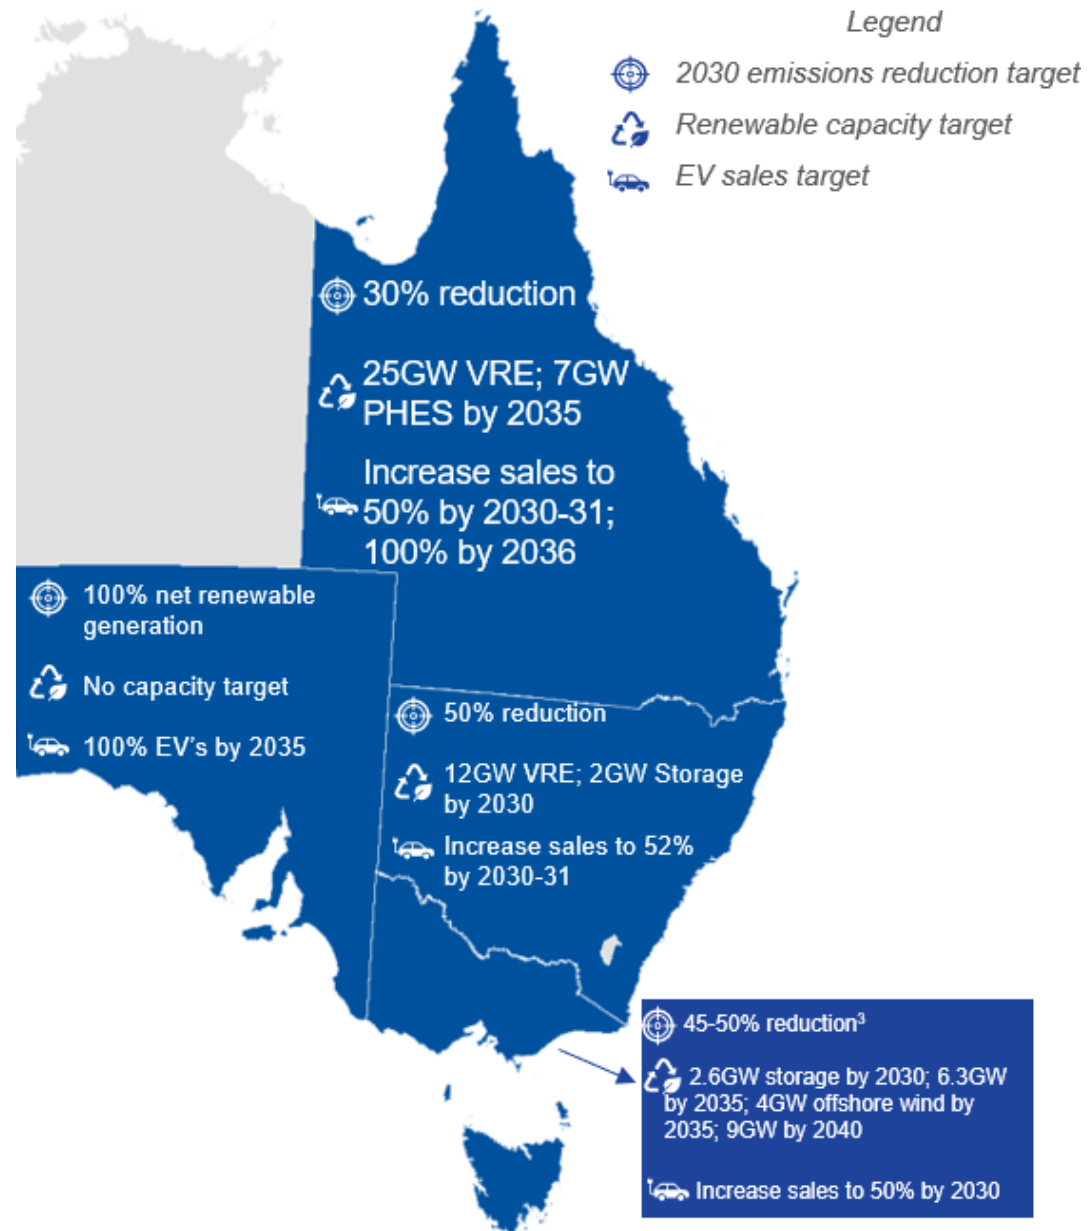 Legend
2030 emissions reduction target
Renewable capacity target
EV sales target
30% reduction
25GW VRE; 7GW
PHES by 2035
Increase sales to
50% by 2030-31;
100% by 2036
100% net renewable
generation
No capacity target
100% EV's by 2035
50% reduction
12GW VRE; 2GW Storage
by 2030
Increase sales to 52%
by 2030-31
45-50% reduction³
2.6GW storage by 2030; 6.3GW
by 2035; 4GW offshore wind by
2035; 9GW by 2040
Increase sales to 50% by 2030